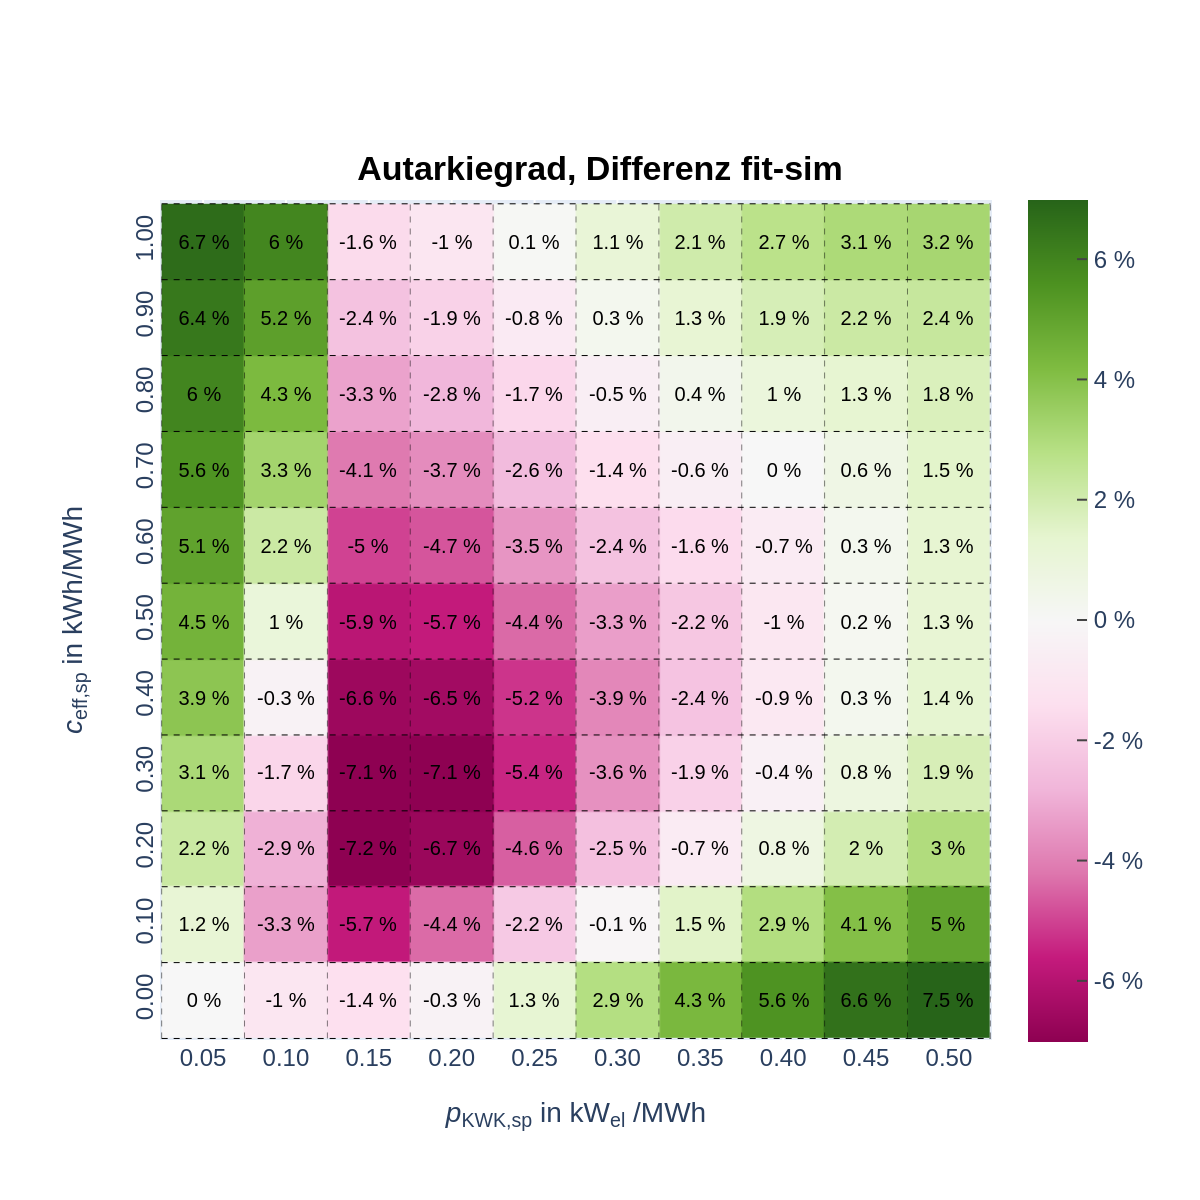 Autarkiegrad, Differenz fit-sim
1.00 6.7 % 6 % -1.6 % -1 % 0.1 % 1.1 % 2.1 % 2.7 % 3.1 % 3.2 %
0.90 6.4 % 5.2 % -2.4 % -1.9 % -0.8 % 0.3 % 1.3 % 1.9 % 2.2 % 2.4 %
0.80 6 % 4.3 % -3.3 % -2.8 % -1.7 % -0.5 % 0.4 % 1 % 1.3 % 1.8 %
0.70 5.6 % 3.3 % -4.1 % -3.7 % -2.6 % -1.4 % -0.6 % 0 % 0.6 % 1.5 %
0.60 5.1 % 2.2 % -5 % -4.7 % -3.5 % -2.4 % -1.6 % -0.7 % 0.3 % 1.3 %
0.50 4.5 % 1 % -5.9 % -5.7 % -4.4 % -3.3 % -2.2 % -1 % 0.2 % 1.3 %
0.40 3.9 % -0.3 % -6.6 % -6.5 % -5.2 % -3.9 % -2.4 % -0.9 % 0.3 % 1.4 %
0.30 3.1 % -1.7 % -7.1 % -7.1 % -5.4 % -3.6 % -1.9 % -0.4 % 0.8 % 1.9 %
0.20 2.2 % -2.9 % -7.2 % -6.7 % -4.6 % -2.5 % -0.7 % 0.8 % 2 % 3 %
0.10 1.2 % -3.3 % -5.7 % -4.4 % -2.2 % -0.1 % 1.5 % 2.9 % 4.1 % 5 %
0.00 0 % -1 % -1.4 % -0.3 % 1.3 % 2.9 % 4.3 % 5.6 % 6.6 % 7.5 %
0.05 0.10 0.15 0.20 0.25 0.30 0.35 0.40 0.45 0.50
p_KWK,sp in kW_el /MWh
c_eff,sp in kWh/MWh
6 %
4 %
2 %
0 %
-2 %
-4 %
-6 %